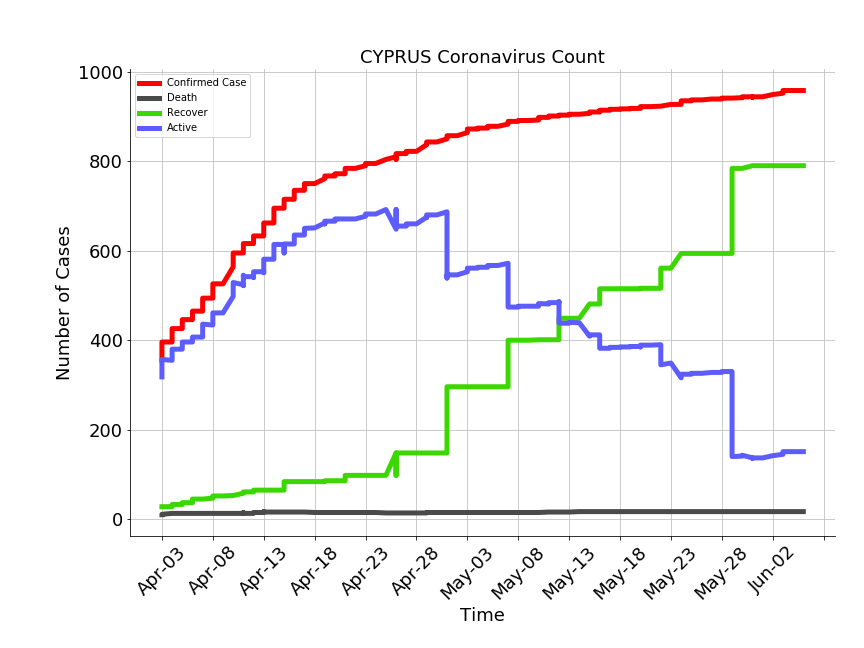 CYPRUS Coronavirus Count
Confirmed Case
Death
Recover
Active
Number of Cases
1000
800
600
400
200
0
Apr-03 Apr-08 Apr-13 Apr-18 Apr-23 Apr-28 May-03 May-08 May-13 May-18 May-23 May-28 Jun-02
Time